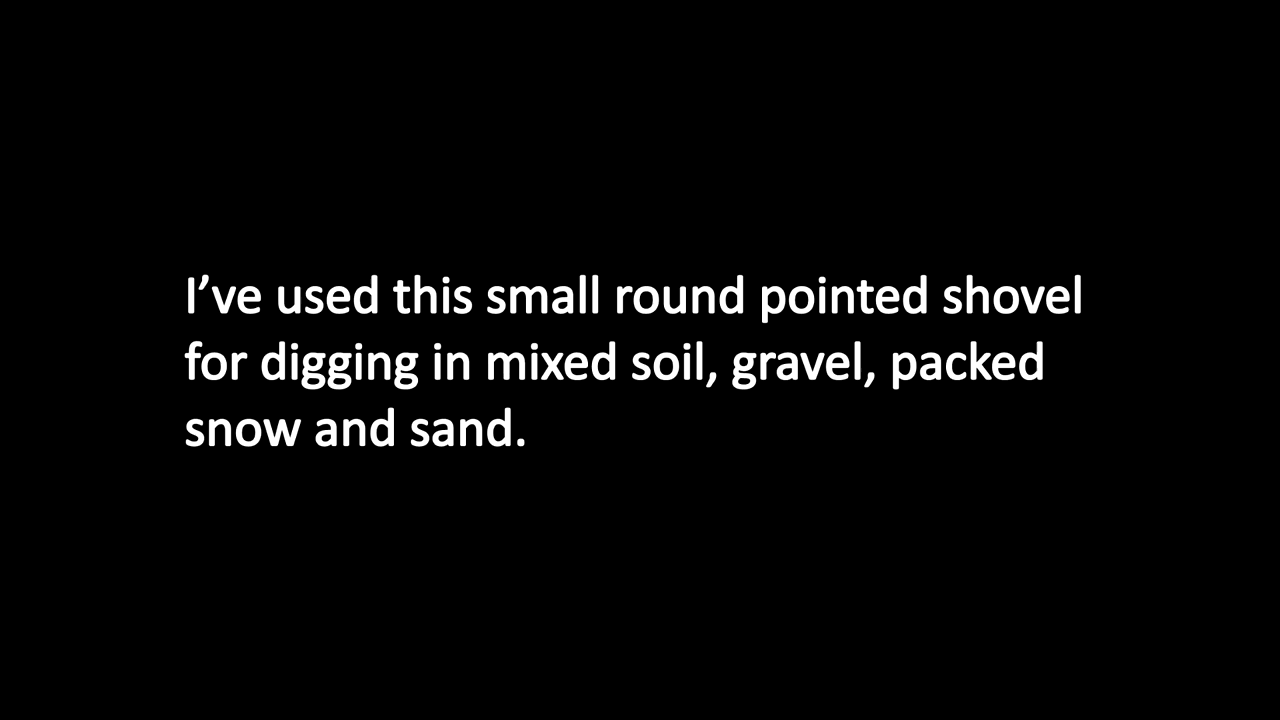 I’ve used this small round pointed shovel
for digging in mixed soil, gravel, packed
snow and sand.